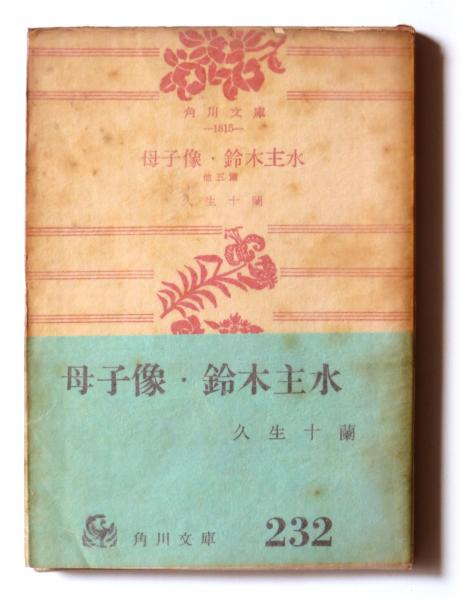 角川文庫
—1815—
母子像・鈴木主水
他三篇
久生十蘭
母子像・鈴木主水
久生十蘭
角川文庫 232